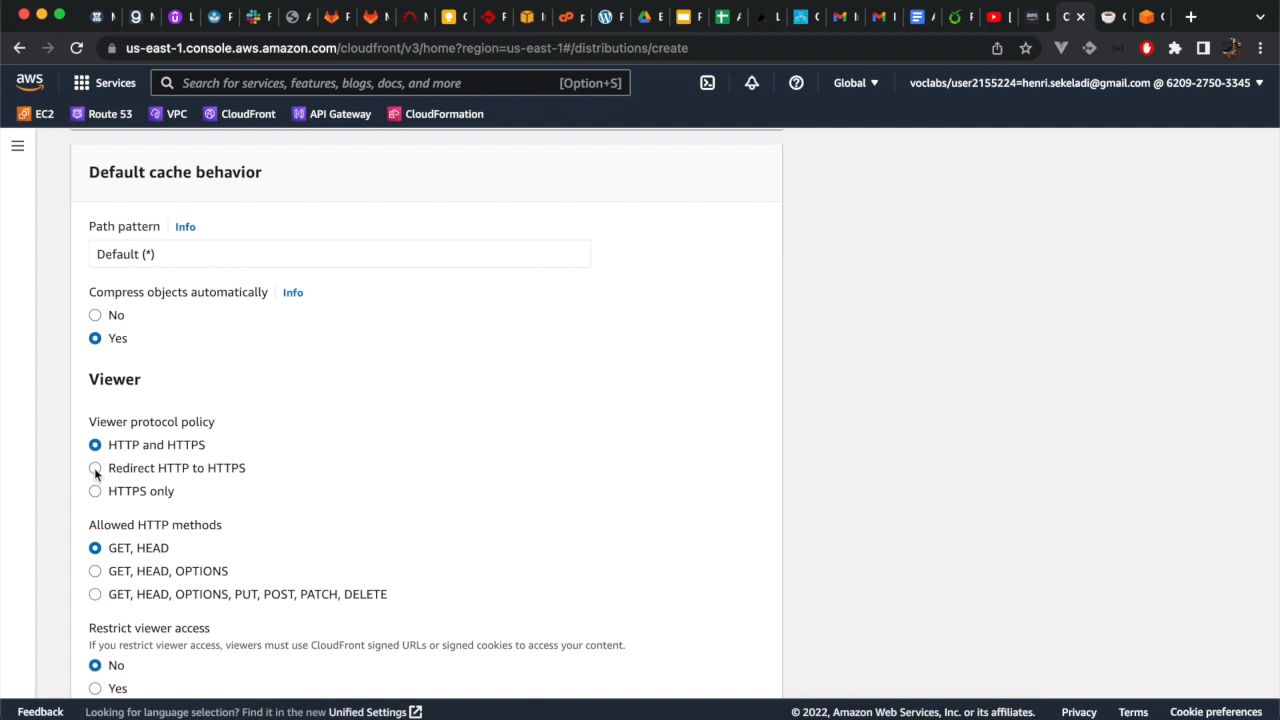 us-east-1.console.aws.amazon.com/cloudfront/v3/home?region=us-east-1#/distributions/create
aws
Services
Search for services, features, blogs, docs, and more
[Option+S]
Global
voclabs/user2155224=henri.sekeladi@gmail.com @ 6209-2750-3345
EC2
Route 53
VPC
CloudFront
API Gateway
CloudFormation
Default cache behavior
Path pattern
Info
Default (*)
Compress objects automatically
Info
No
Yes
Viewer
Viewer protocol policy
HTTP and HTTPS
Redirect HTTP to HTTPS
HTTPS only
Allowed HTTP methods
GET, HEAD
GET, HEAD, OPTIONS
GET, HEAD, OPTIONS, PUT, POST, PATCH, DELETE
Restrict viewer access
If you restrict viewer access, viewers must use CloudFront signed URLs or signed cookies to access your content.
No
Yes
Feedback
Looking for language selection? Find it in the new Unified Settings
© 2022, Amazon Web Services, Inc. or its affiliates.
Privacy
Terms
Cookie preferences